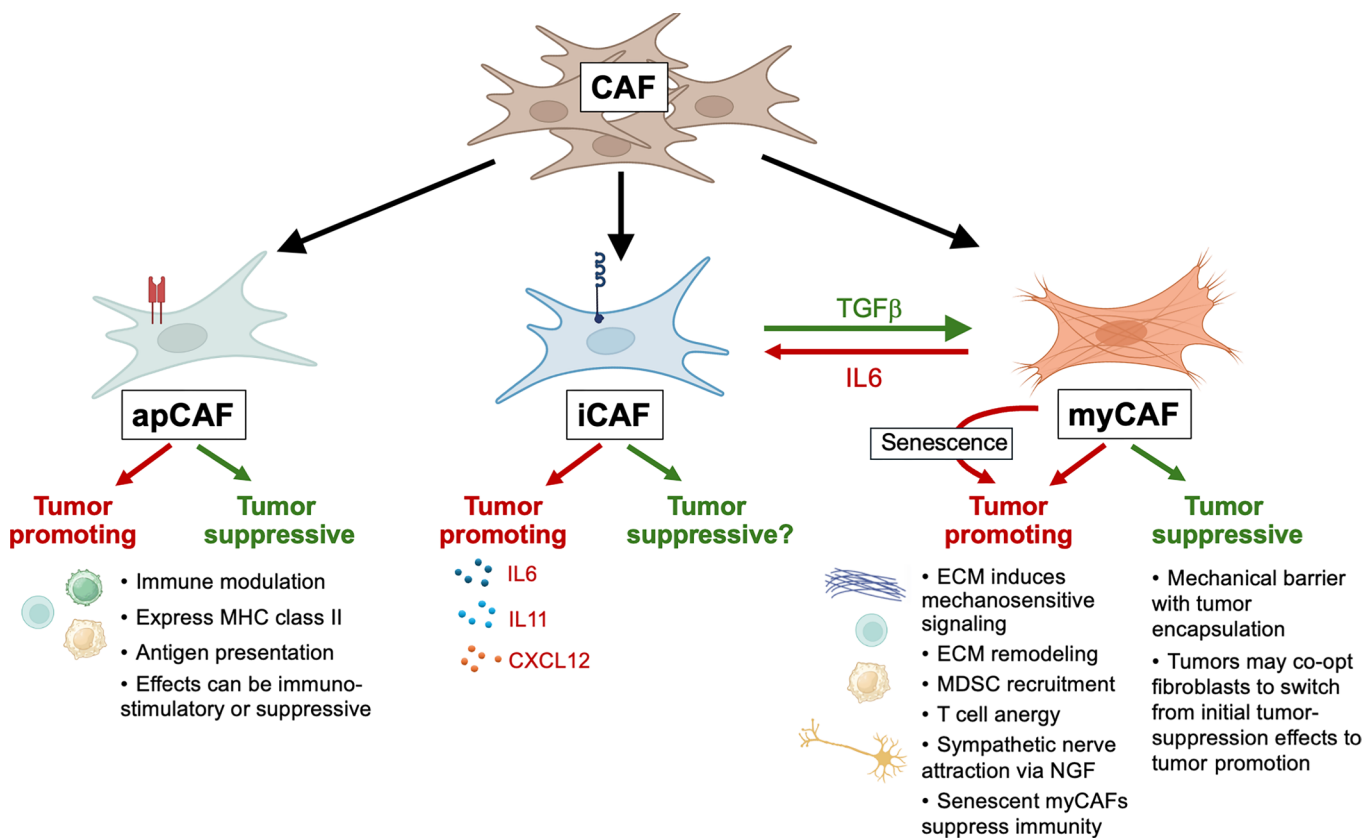 CAF
TGFβ
IL6
apCAF
iCAF
myCAF
Senescence
Tumor
promoting
Tumor
suppressive
• Immune modulation
• Express MHC class II
• Antigen presentation
• Effects can be immuno-
stimulatory or suppressive
Tumor
promoting
Tumor
suppressive?
IL6
IL11
CXCL12
Tumor
promoting
• ECM induces
mechanosensitive
signaling
• ECM remodeling
• MDSC recruitment
• T cell anergy
• Sympathetic nerve
attraction via NGF
• Senescent myCAFs
suppress immunity
Tumor
suppressive
• Mechanical barrier
with tumor
encapsulation
• Tumors may co-opt
fibroblasts to switch
from initial tumor-
suppression effects to
tumor promotion